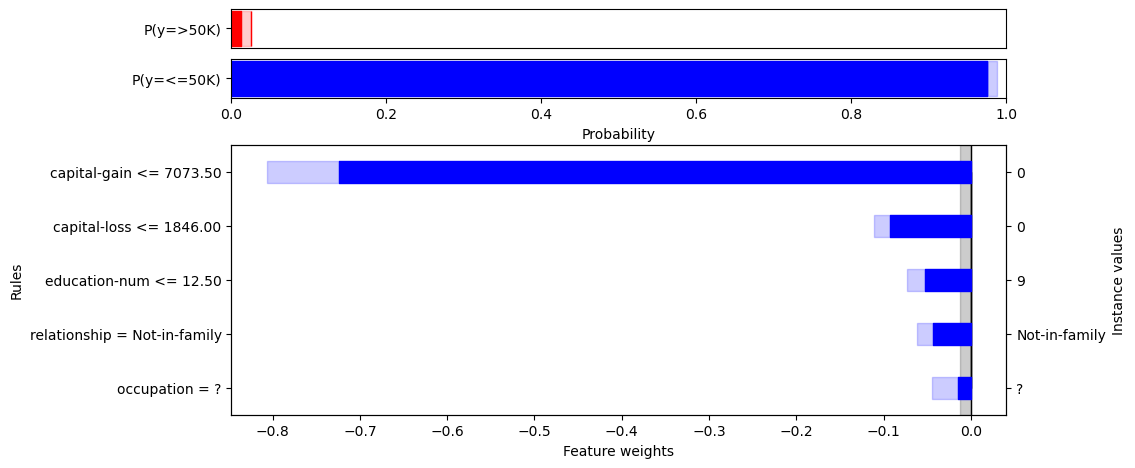 P(y=>50K)
P(y=<=50K)
0.0 0.2 0.4 0.6 0.8 1.0
Probability
capital-gain <= 7073.50 0
capital-loss <= 1846.00 0
education-num <= 12.50 9
relationship = Not-in-family Not-in-family
occupation = ? ?
Rules
Instance values
−0.8 −0.7 −0.6 −0.5 −0.4 −0.3 −0.2 −0.1 0.0
Feature weights